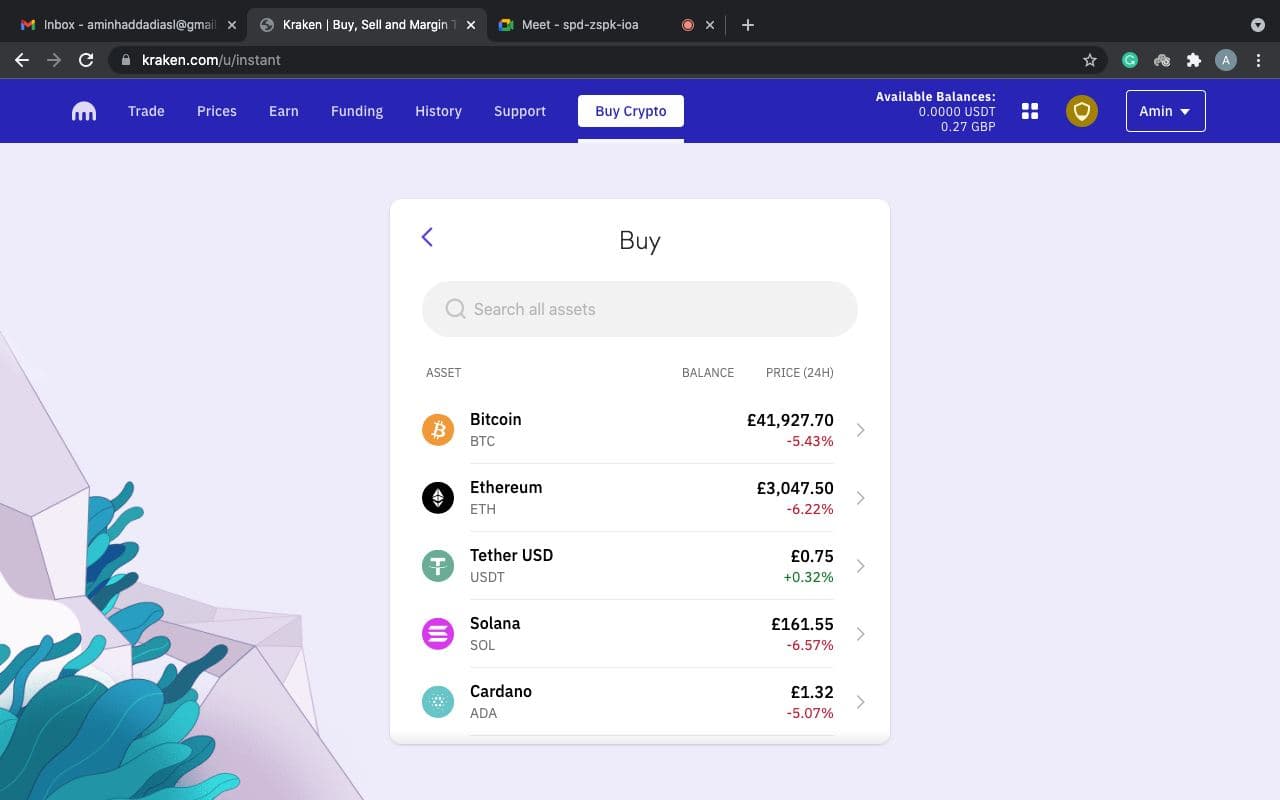 Inbox - aminhaddadiasl@gmai
Kraken | Buy, Sell and Margin T
Meet - spd-zspk-ioa
kraken.com/u/instant
A
Trade
Prices
Earn
Funding
History
Support
Buy Crypto
Available Balances:
0.0000 USDT
0.27 GBP
Amin
Buy
Search all assets
ASSET BALANCE PRICE (24H)
Bitcoin £41,927.70
BTC -5.43%
Ethereum £3,047.50
ETH -6.22%
Tether USD £0.75
USDT +0.32%
Solana £161.55
SOL -6.57%
Cardano £1.32
ADA -5.07%